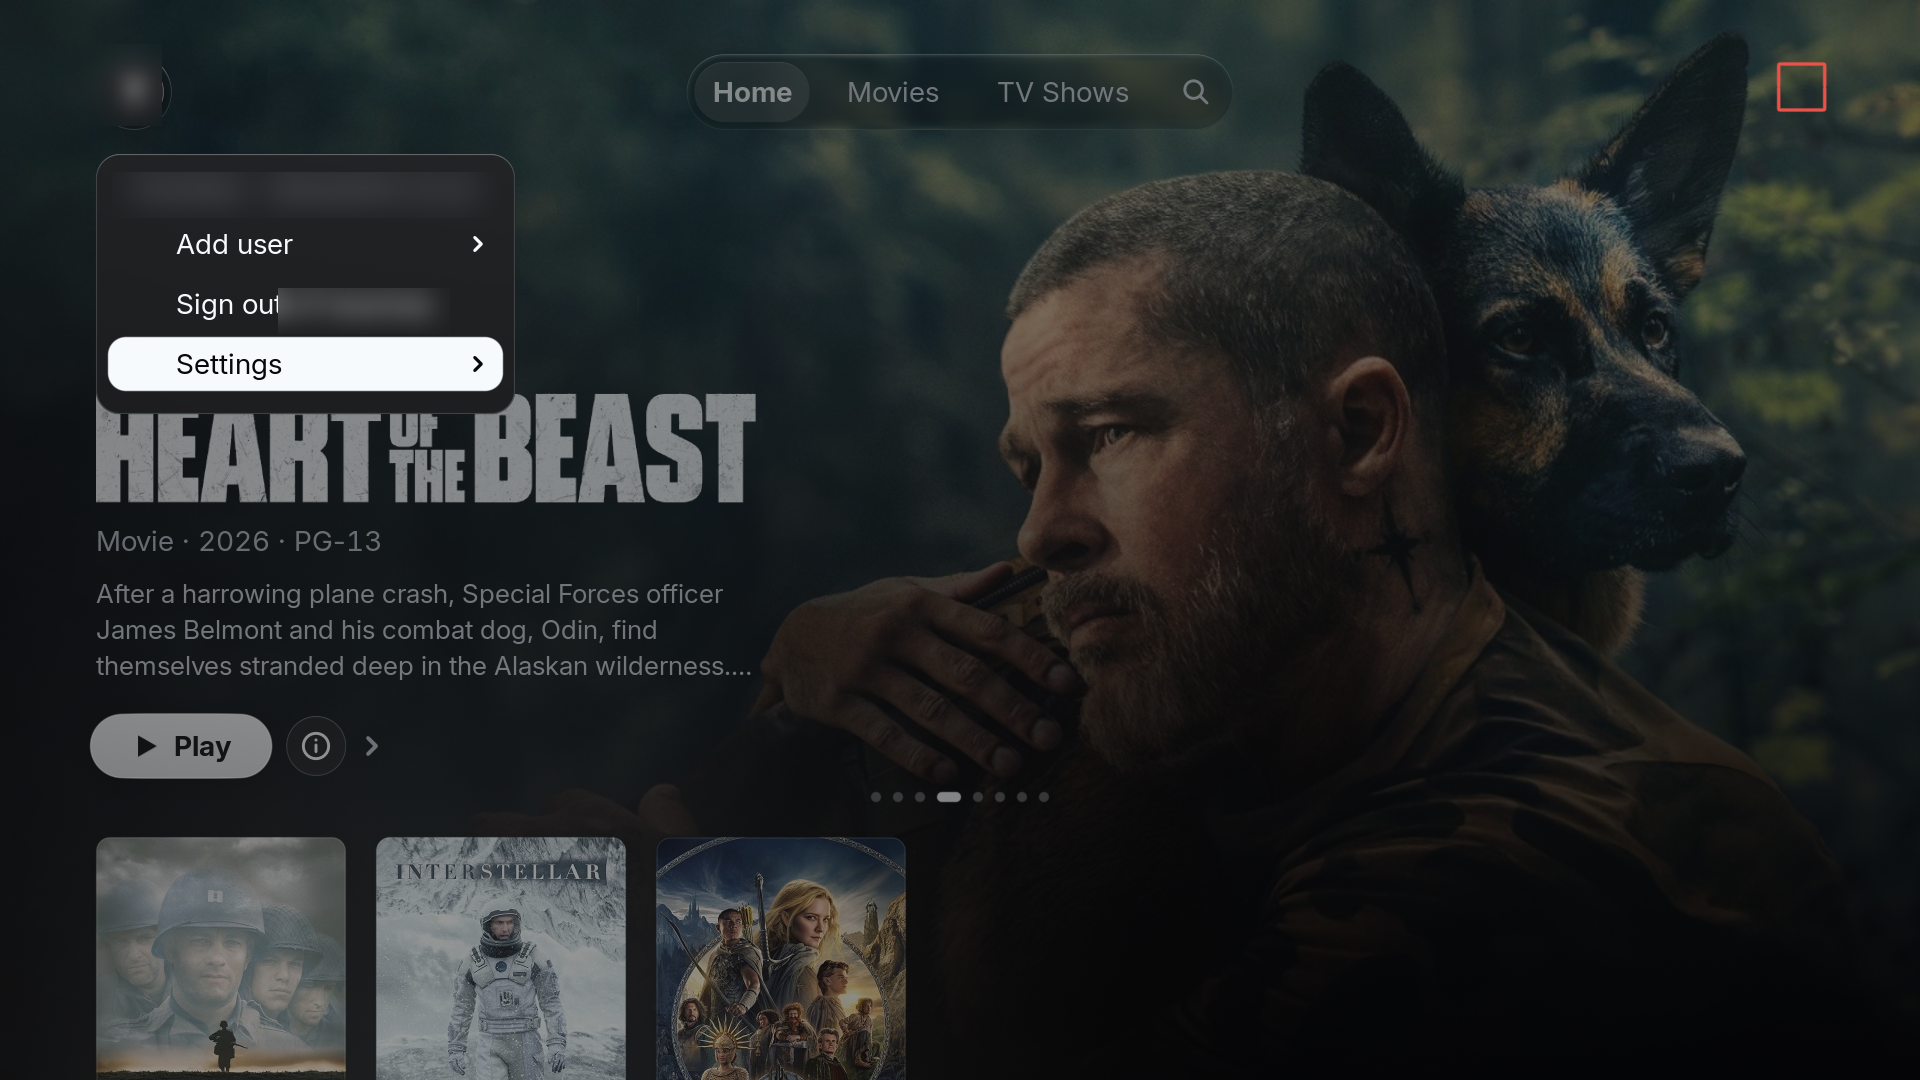 Home Movies TV Shows
Add user
Sign out
Settings
HEART OF THE BEAST
Movie · 2026 · PG-13
After a harrowing plane crash, Special Forces officer
James Belmont and his combat dog, Odin, find
themselves stranded deep in the Alaskan wilderness....
Play
INTERSTELLAR